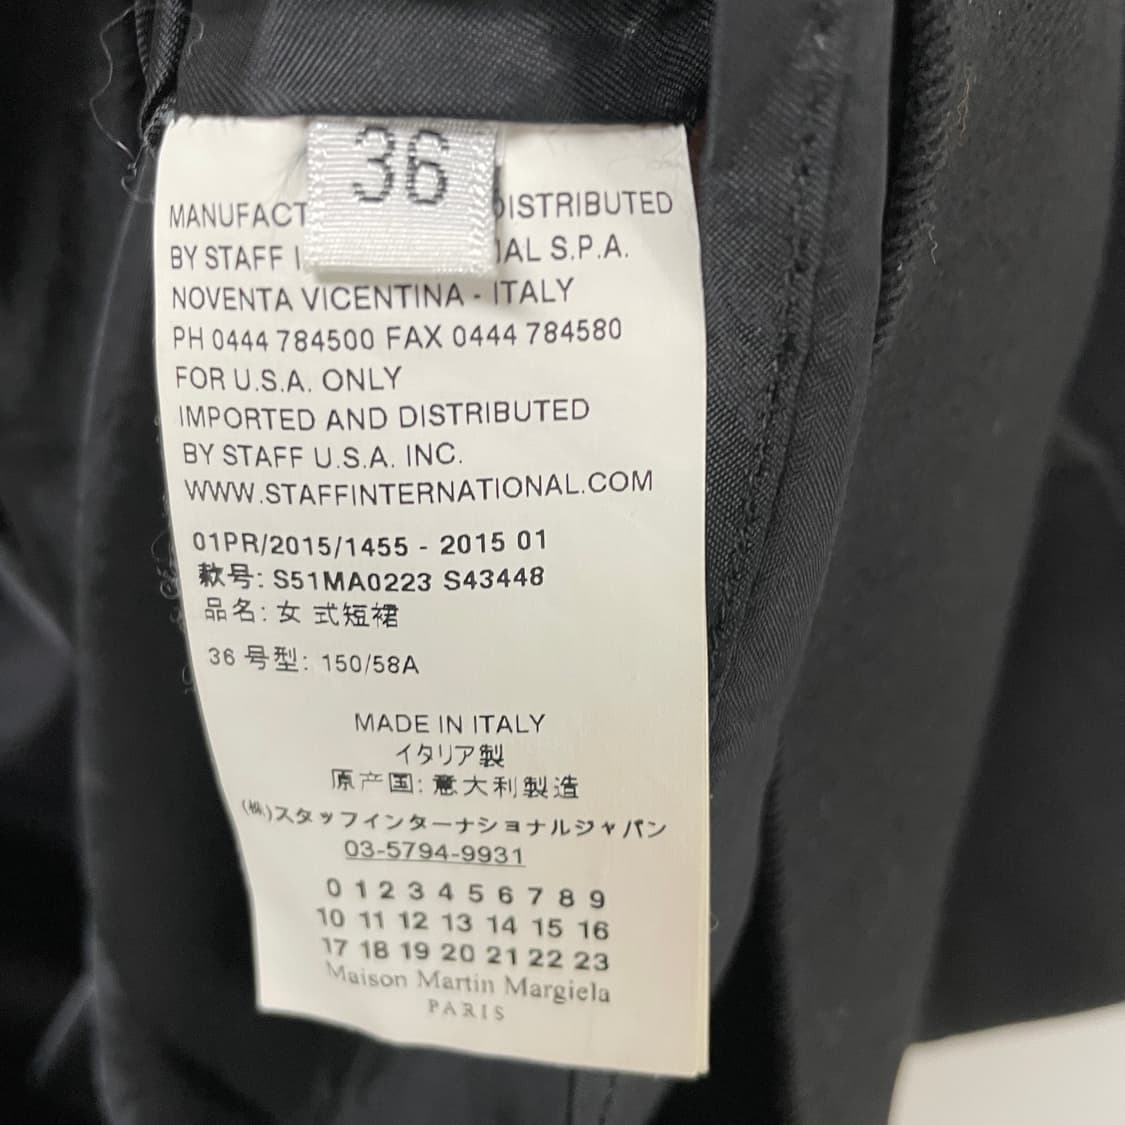 36
MANUFACT DISTRIBUTED
BY STAFF I AL S.P.A.
NOVENTA VICENTINA - ITALY
PH 0444 784500 FAX 0444 784580
FOR U.S.A. ONLY
IMPORTED AND DISTRIBUTED
BY STAFF U.S.A. INC.
WWW.STAFFINTERNATIONAL.COM
01PR/2015/1455 - 2015 01
款号: S51MA0223 S43448
品名: 女 式短裙
36 号型: 150/58A
MADE IN ITALY
イタリア製
原产国: 意大利製造
(株)スタッフインターナショナルジャパン
03-5794-9931
0 1 2 3 4 5 6 7 8 9
10 11 12 13 14 15 16
17 18 19 20 21 22 23
Maison Martin Margiela
PARIS